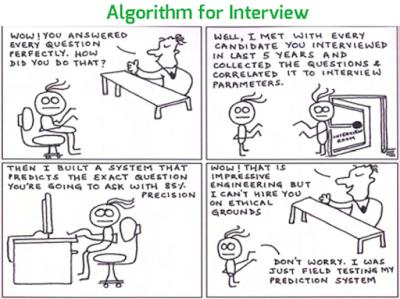 Algorithm for Interview
WOW! YOU ANSWERED
EVERY QUESTION
PERFECTLY. HOW
DID YOU DO THAT?
WELL, I MET WITH EVERY
CANDIDATE YOU INTERVIEWED
IN LAST 5 YEARS AND
COLLECTED THE QUESTIONS &
CORRELATED IT TO INTERVIEW
PARAMETERS.
INTERVIEW
ROOM
THEN I BUILT A SYSTEM THAT
PREDICTS THE EXACT QUESTION
YOU'RE GOING TO ASK WITH 85%
PRECISION
WOW! THAT IS
IMPRESSIVE
ENGINEERING BUT
I CAN'T HIRE YOU
ON ETHICAL
GROUNDS
DON'T WORRY. I WAS
JUST FIELD TESTING MY
PREDICTION SYSTEM